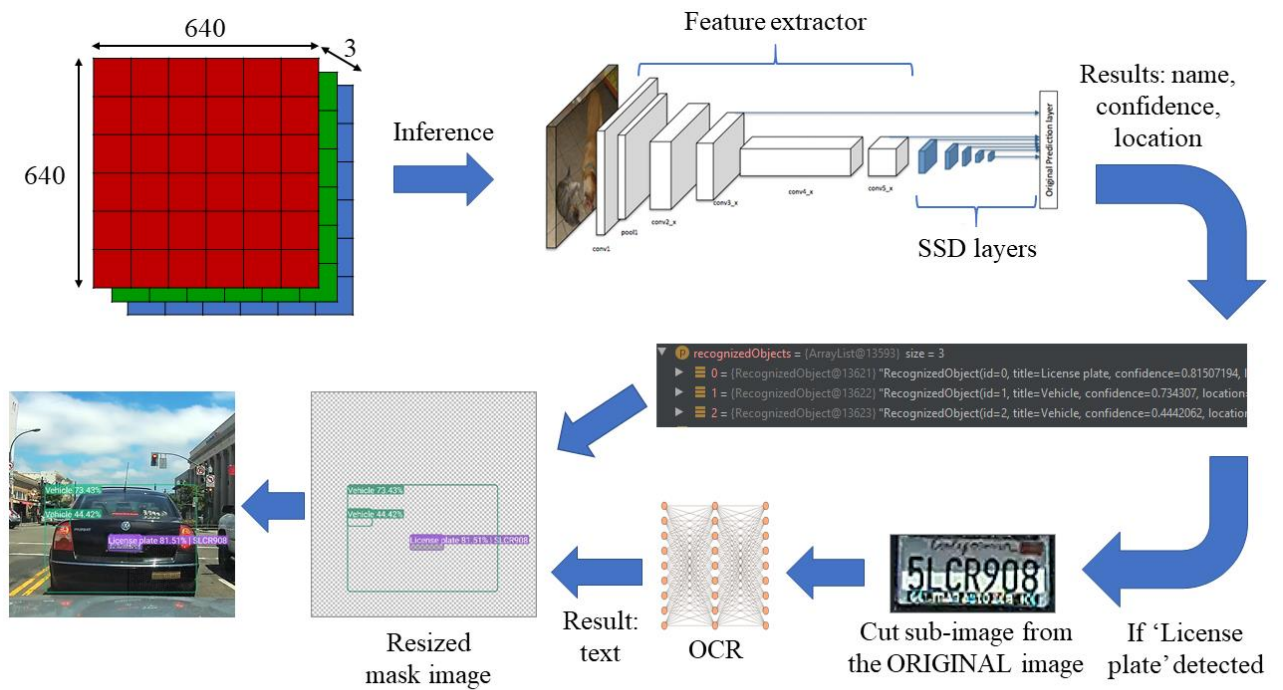 640
3
640
Inference
Feature extractor
conv1
pool1
conv2_x
conv3_x
conv4_x
conv5_x
Original Prediction layer
SSD layers
Results: name,
confidence,
location
recognizedObjects = {ArrayList@13593} size = 3
0 = {RecognizedObject@13621} "RecognizedObject(id=0, title=License plate, confidence=0.81507194, l
1 = {RecognizedObject@13622} "RecognizedObject(id=1, title=Vehicle, confidence=0.734307, location=
2 = {RecognizedObject@13623} "RecognizedObject(id=2, title=Vehicle, confidence=0.4442062, location
Vehicle 73.43%
Vehicle 44.42%
License plate 81.51% | SLCR908
Vehicle 73.43%
Vehicle 44.42%
License plate 81.51% | SLCR908
Resized
mask image
Result:
text
OCR
California
5LCR908
Cut sub-image from
the ORIGINAL image
If ‘License
plate’ detected